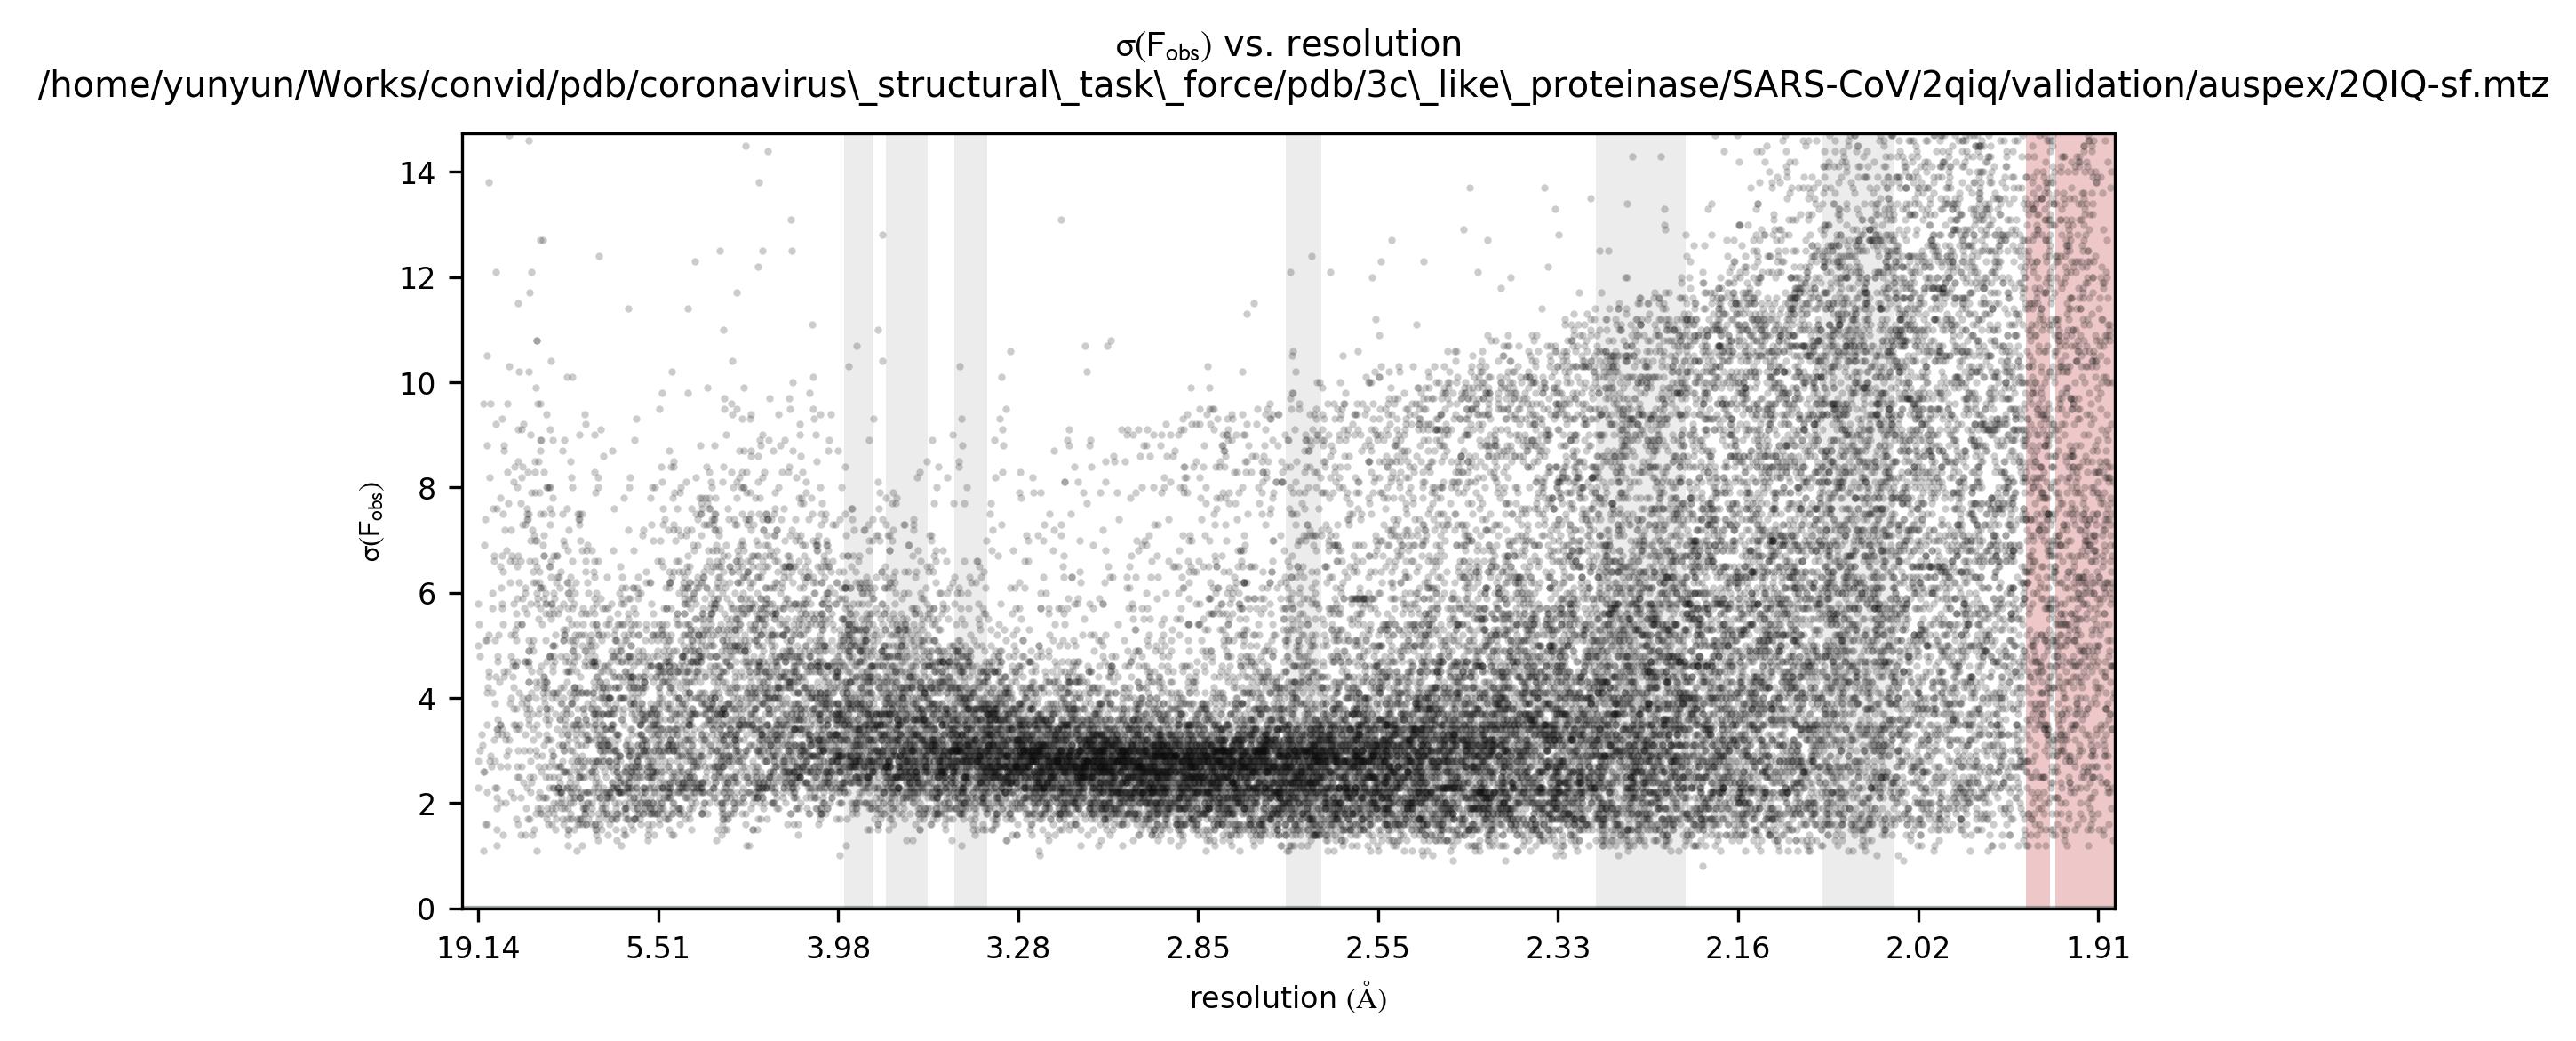 σ(Fobs) vs. resolution
/home/yunyun/Works/convid/pdb/coronavirus\_structural\_task\_force/pdb/3c\_like\_proteinase/SARS-CoV/2qiq/validation/auspex/2QIQ-sf.mtz
14
12
10
8
6
4
2
0
σ(Fobs)
19.14 5.51 3.98 3.28 2.85 2.55 2.33 2.16 2.02 1.91
resolution (Å)